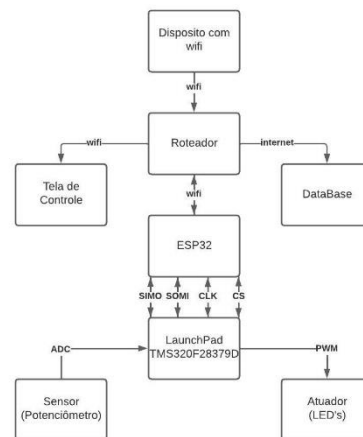 Disposito com
wifi
wifi
wifi
Roteador
internet
Tela de
Controle
wifi
DataBase
ESP32
SIMO
SOMI
CLK
CS
LaunchPad
TMS320F28379D
ADC
PWM
Sensor
(Potenciômetro)
Atuador
(LED's)